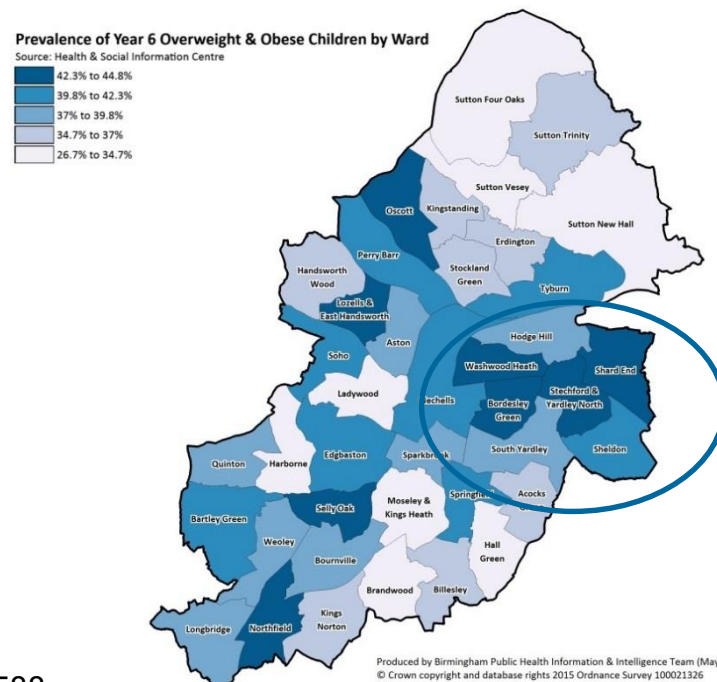 Prevalence of Year 6 Overweight & Obese Children by Ward
Source: Health & Social Information Centre
42.3% to 44.8%
39.8% to 42.3%
37% to 39.8%
34.7% to 37%
26.7% to 34.7%
Sutton Four Oaks
Sutton Trinity
Sutton Vesey
Oscott
Kingstanding
Sutton New Hall
Erdington
Perry Barr
Stockland
Green
Handsworth
Wood
Tyburn
Lozells &
East Handsworth
Hodge Hill
Aston
Soho
Washwood Heath
Shard End
Ladywood
Stechford &
Yardley North
Nechells
Bordesley
Green
Edgbaston
Sparkbrook
South Yardley
Sheldon
Quinton
Harborne
Moseley &
Kings Heath
Springfield
Acocks
Selly Oak
Bartley Green
Weoley
Hall
Green
Bournville
Brandwood
Billesley
Kings
Norton
Longbridge
Northfield
Produced by Birmingham Public Health Information & Intelligence Team (May
© Crown copyright and database rights 2015 Ordnance Survey 100021326